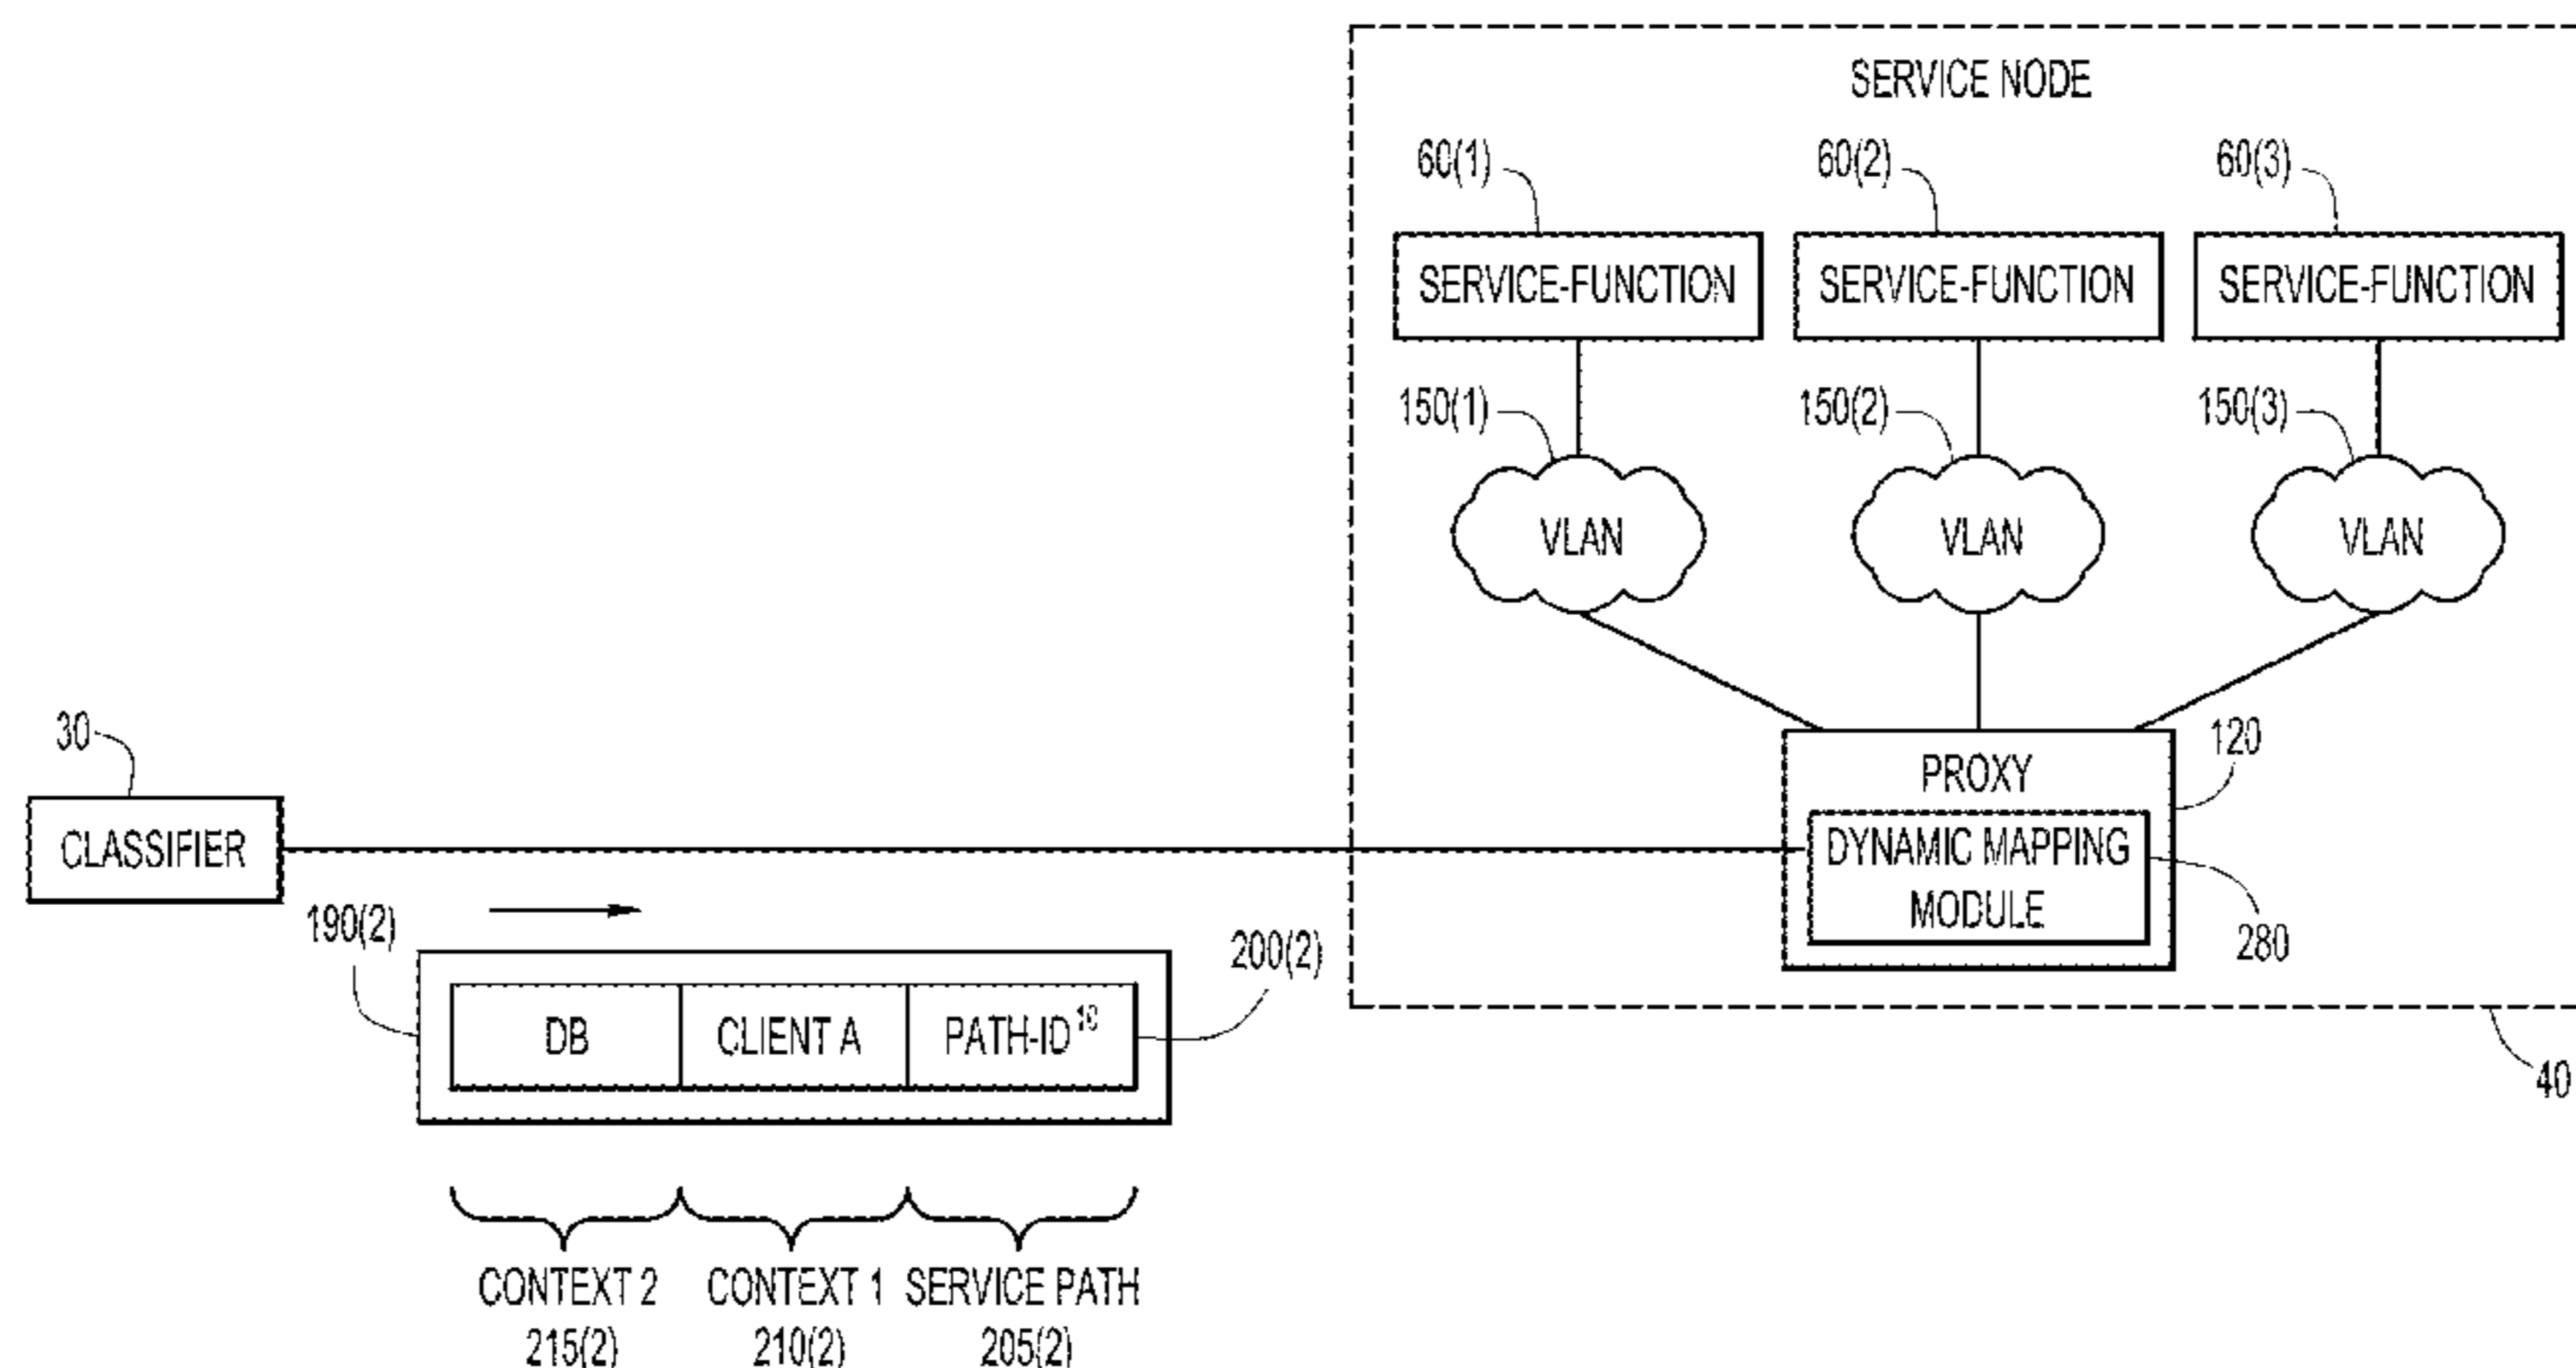 SERVICE NODE
60(1) 60(2) 60(3)
SERVICE-FUNCTION SERVICE-FUNCTION SERVICE-FUNCTION
150(1) 150(2) 150(3)
VLAN VLAN VLAN
30
120
PROXY
CLASSIFIER
DYNAMIC MAPPING
MODULE
280
190(2)
200(2)
DB CLIENT A PATH-ID10
40
CONTEXT 2 CONTEXT 1 SERVICE PATH
215(2) 210(2) 205(2)